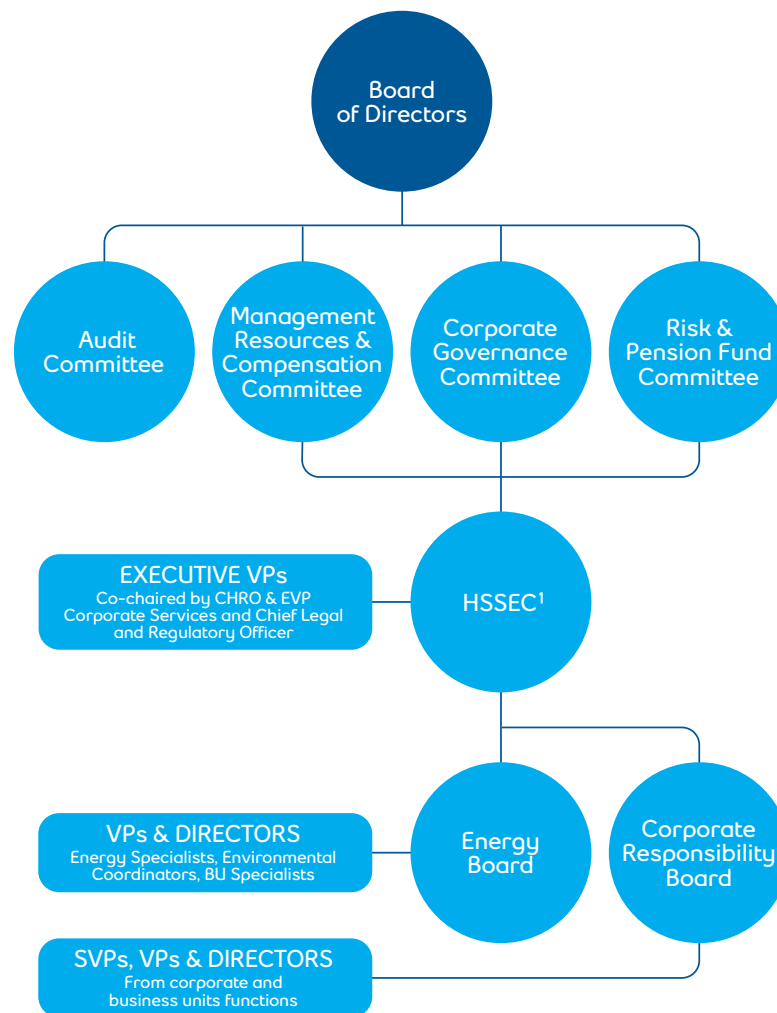 Board
of Directors
Audit
Committee
Management
Resources &
Compensation
Committee
Corporate
Governance
Committee
Risk &
Pension Fund
Committee
EXECUTIVE VPs
Co-chaired by CHRO & EVP
Corporate Services and Chief Legal
and Regulatory Officer
HSSEC¹
VPs & DIRECTORS
Energy Specialists, Environmental
Coordinators, BU Specialists
Energy
Board
Corporate
Responsibility
Board
SVPs, VPs & DIRECTORS
From corporate and
business units functions